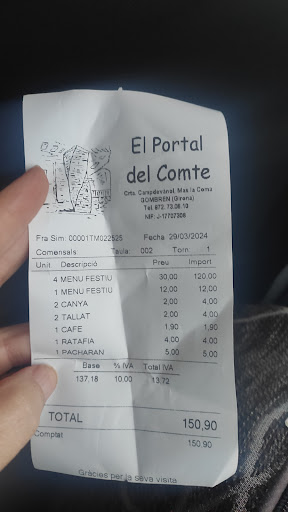 El Portal
del Comte
Crta. Campdevànol, Mas la Coma
GOMBREN (Girona)
Tel. 972. 73.06.10
NIF: J-17707308
Fra Sim: 00001TM022525 Fecha 29/03/2024
Comensals Taula: 002 Torn 1
Unit Descripció Preu Import
4 MENU FESTIU 30,00 120,00
1 MENU FESTIU 12,00 12,00
2 CANYA 2,00 4,00
2 TALLAT 2,00 4,00
1 CAFE 1,90 1,90
1 RATAFIA 4,00 4,00
1 PACHARAN 5,00 5,00
Base % IVA Total IVA
137,18 10,00 13,72
TOTAL 150,90
Comptat 150,90
Gràcies per la seva visita